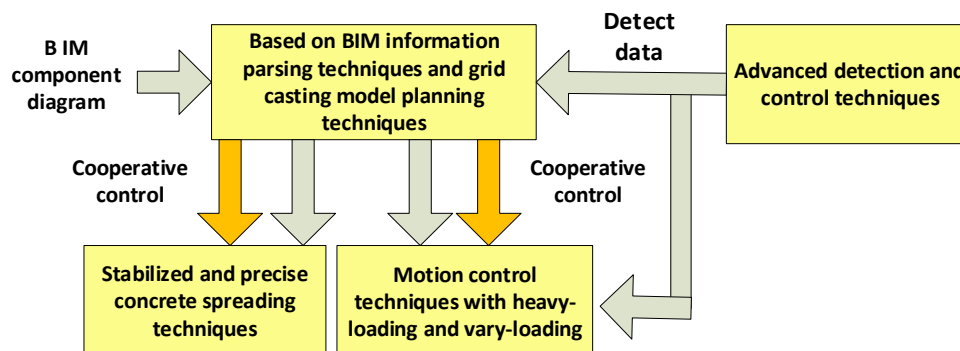 B IM
component
diagram
Based on BIM information
parsing techniques and grid
casting model planning
techniques
Detect
data
Advanced detection and
control techniques
Cooperative
control
Cooperative
control
Stabilized and precise
concrete spreading
techniques
Motion control
techniques with heavy-
loading and vary-loading